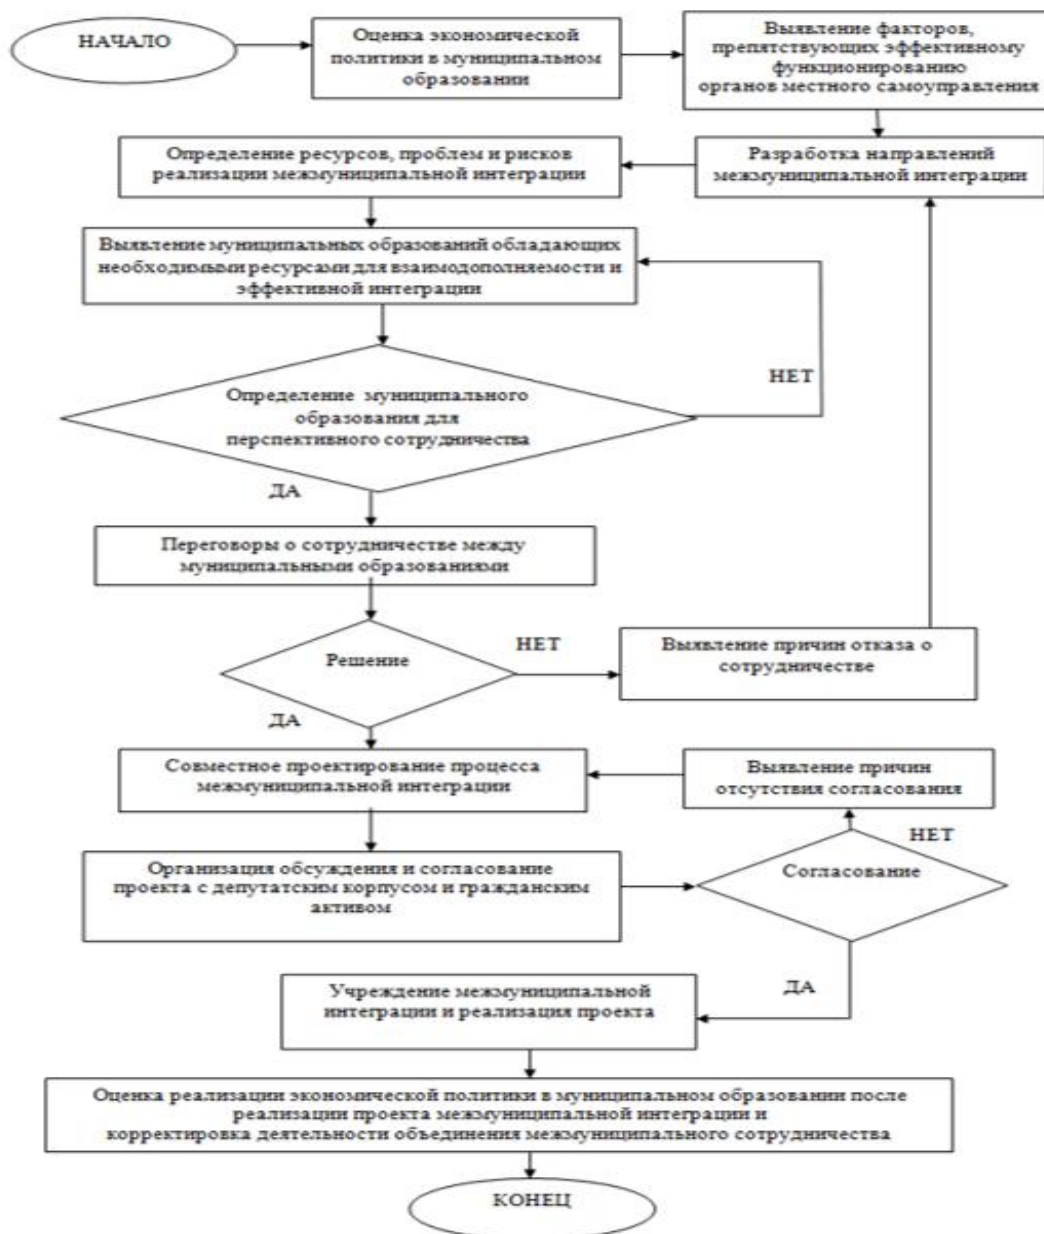 НАЧАЛО
Оценка экономической
политики в муниципальном
образовании
Выявление факторов,
препятствующих эффективному
функционированию
органов местного самоуправления
Разработка направлений
межмуниципальной интеграции
Определение ресурсов, проблем и рисков
реализации межмуниципальной интеграции
Выявление муниципальных образований обладающих
необходимыми ресурсами для взаимодополняемости и
эффективной интеграции
НЕТ
Определение муниципального
образования для
перспективного сотрудничества
ДА
Переговоры о сотрудничестве между
муниципальными образованиями
Решение
НЕТ
Выявление причин отказа о
сотрудничестве
ДА
Совместное проектирование процесса
межмуниципальной интеграции
Выявление причин
отсутствия согласования
Организация обсуждения и согласование
проекта с депутатским корпусом и гражданским
активом
НЕТ
Согласование
ДА
Учреждение межмуниципальной
интеграции и реализация проекта
Оценка реализации экономической политики в муниципальном образовании после
реализации проекта межмуниципальной интеграции и
корректировка деятельности объединения межмуниципального сотрудничества
КОНЕЦ